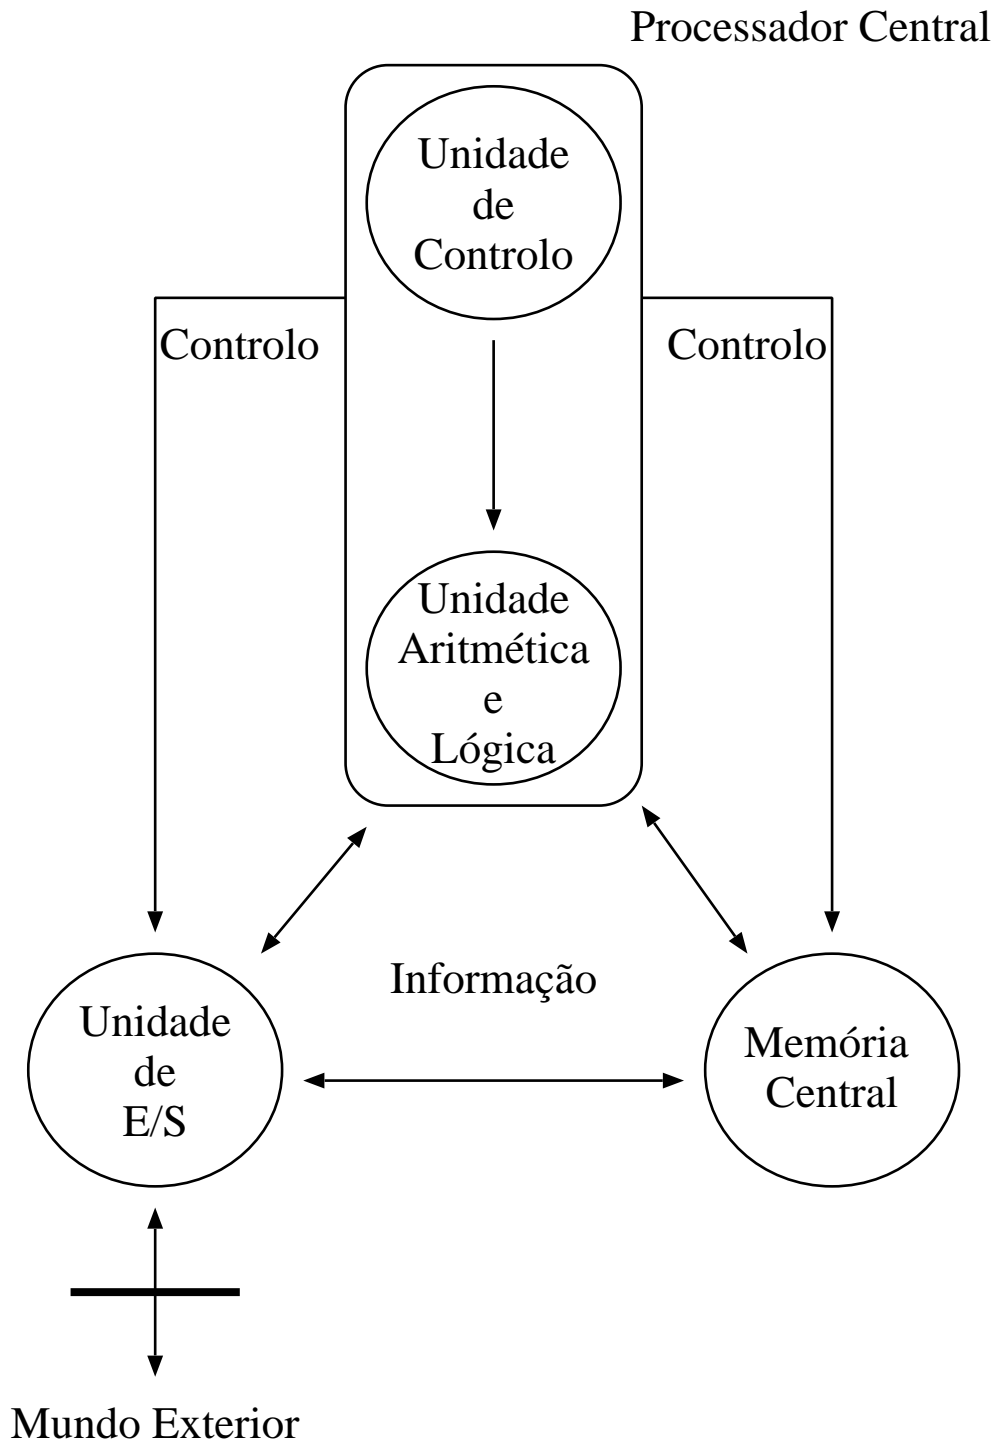 Processador Central
Unidade
de
Controlo
Controlo
Controlo
Unidade
Aritmética
e
Lógica
Informação
Unidade
de
E/S
Memória
Central
Mundo Exterior